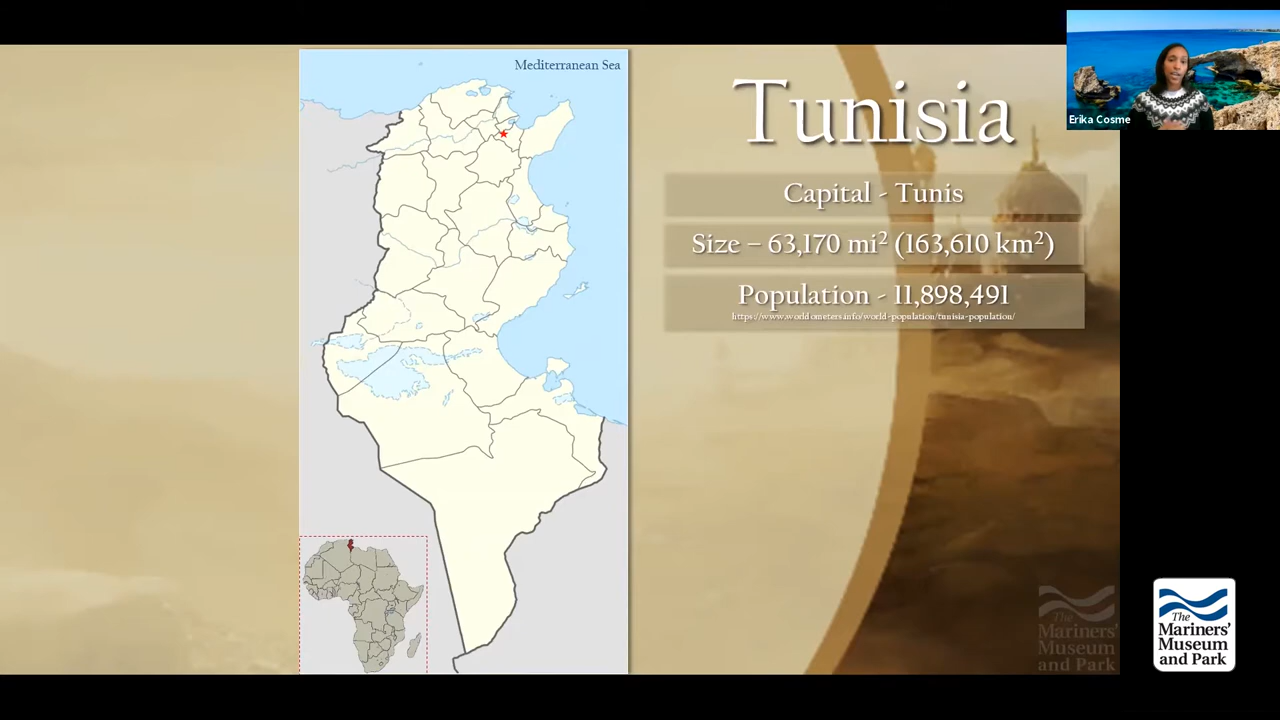 Mediterranean Sea
Tunisia
Erika Cosme
Capital - Tunis
Size – 63,170 mi² (163,610 km²)
Population - 11,898,491
https://www.worldometers.info/world-population/tunisia-population/
The
Mariners'
Museum
and Park
The
Mariners'
Museum
and Park